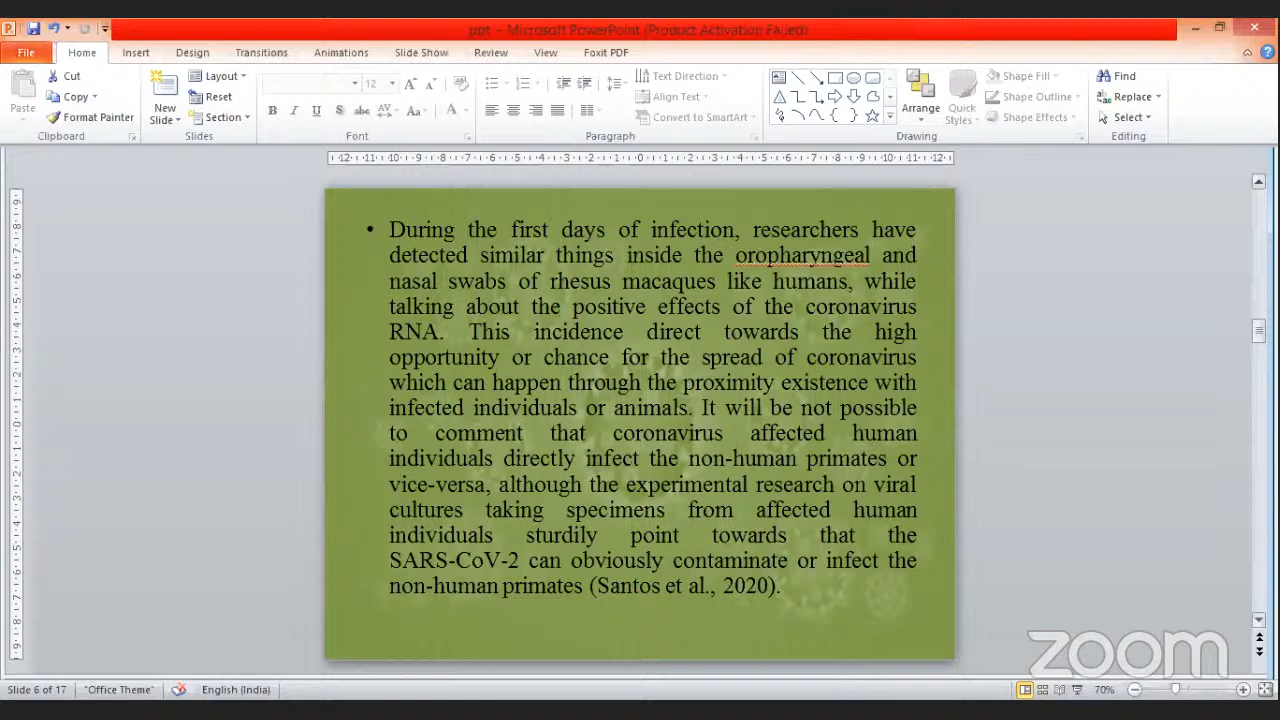 ppt - Microsoft PowerPoint (Product Activation Failed)
File Home Insert Design Transitions Animations Slide Show Review View Foxit PDF
Paste
Cut
Copy
Format Painter
Clipboard
New Slide
Layout
Reset
Section
Slides
12
Font
Text Direction
Align Text
Convert to SmartArt
Paragraph
Arrange
Quick Styles
Shape Fill
Shape Outline
Shape Effects
Drawing
Find
Replace
Select
Editing
• During the first days of infection, researchers have
detected similar things inside the oropharyngeal and
nasal swabs of rhesus macaques like humans, while
talking about the positive effects of the coronavirus
RNA. This incidence direct towards the high
opportunity or chance for the spread of coronavirus
which can happen through the proximity existence with
infected individuals or animals. It will be not possible
to comment that coronavirus affected human
individuals directly infect the non-human primates or
vice-versa, although the experimental research on viral
cultures taking specimens from affected human
individuals sturdily point towards that the
SARS-CoV-2 can obviously contaminate or infect the
non-human primates (Santos et al., 2020).
zoom
Slide 6 of 17 "Office Theme" English (India) 70%